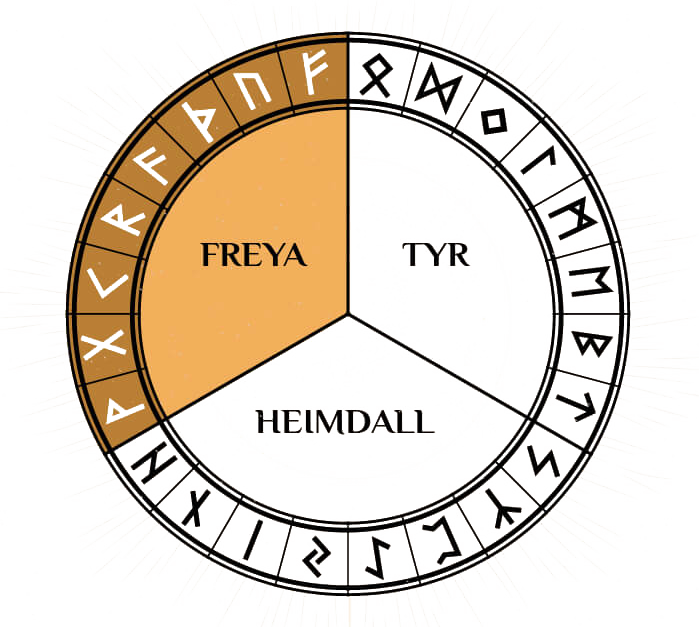 ᚠ ᚢ ᚦ ᚨ ᚱ ᚲ ᚷ ᚹ
ᚻ ᚾ ᛁ ᛃ ᛇ ᛈ ᛉ ᛋ
ᛏ ᛒ ᛖ ᛗ ᛚ ᛜ ᛞ ᛟ
FREYA
TYR
HEIMDALL